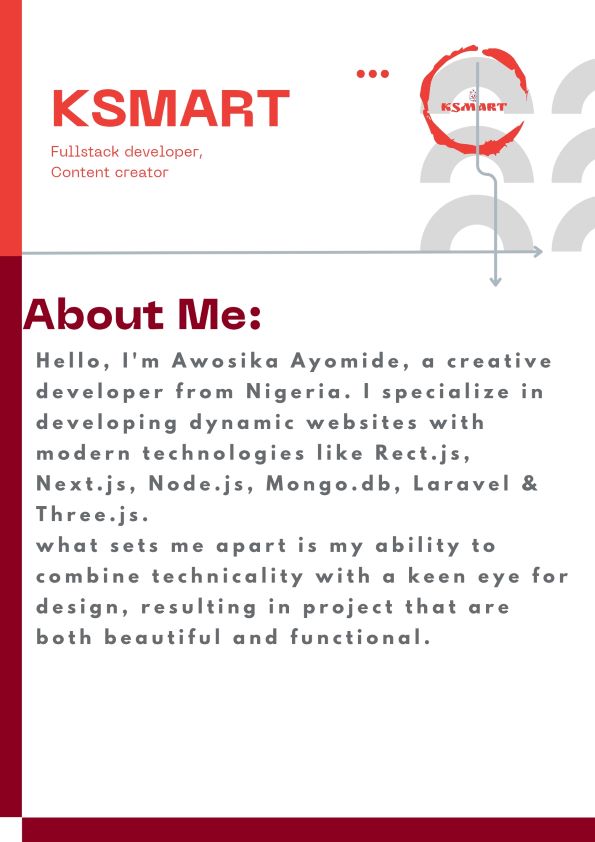 KSMART
Fullstack developer,
Content creator
KSMART
About Me:
Hello, I'm Awosika Ayomide, a creative
developer from Nigeria. I specialize in
developing dynamic websites with
modern technologies like Rect.js,
Next.js, Node.js, Mongo.db, Laravel &
Three.js.
what sets me apart is my ability to
combine technicality with a keen eye for
design, resulting in project that are
both beautiful and functional.